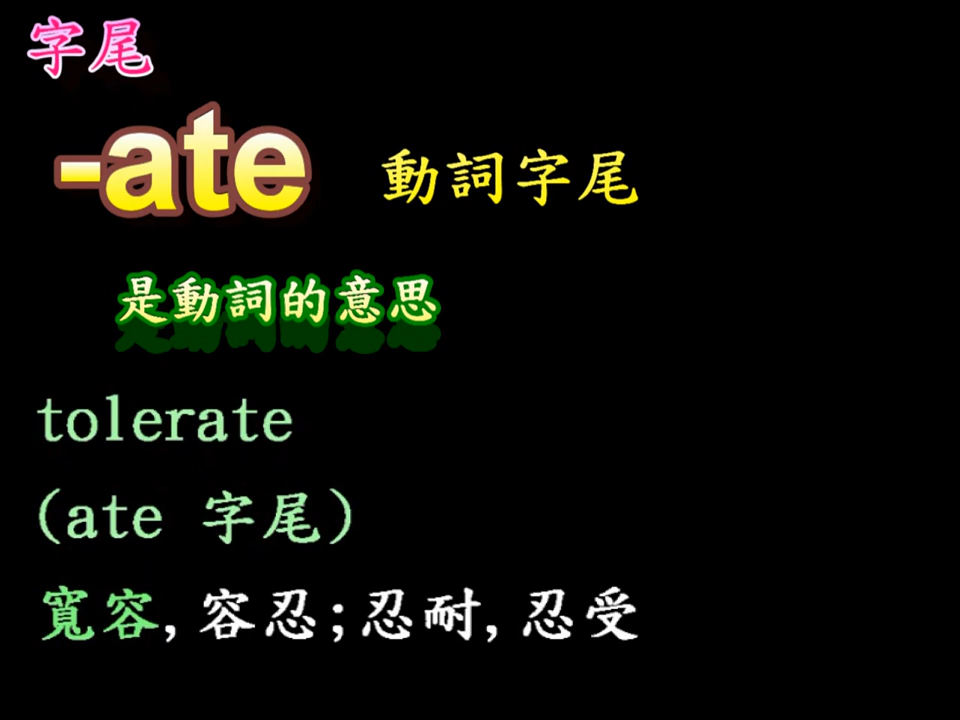 字尾
-ate 動詞字尾
是動詞的意思
tolerate
(ate 字尾)
寬容,容忍;忍耐,忍受